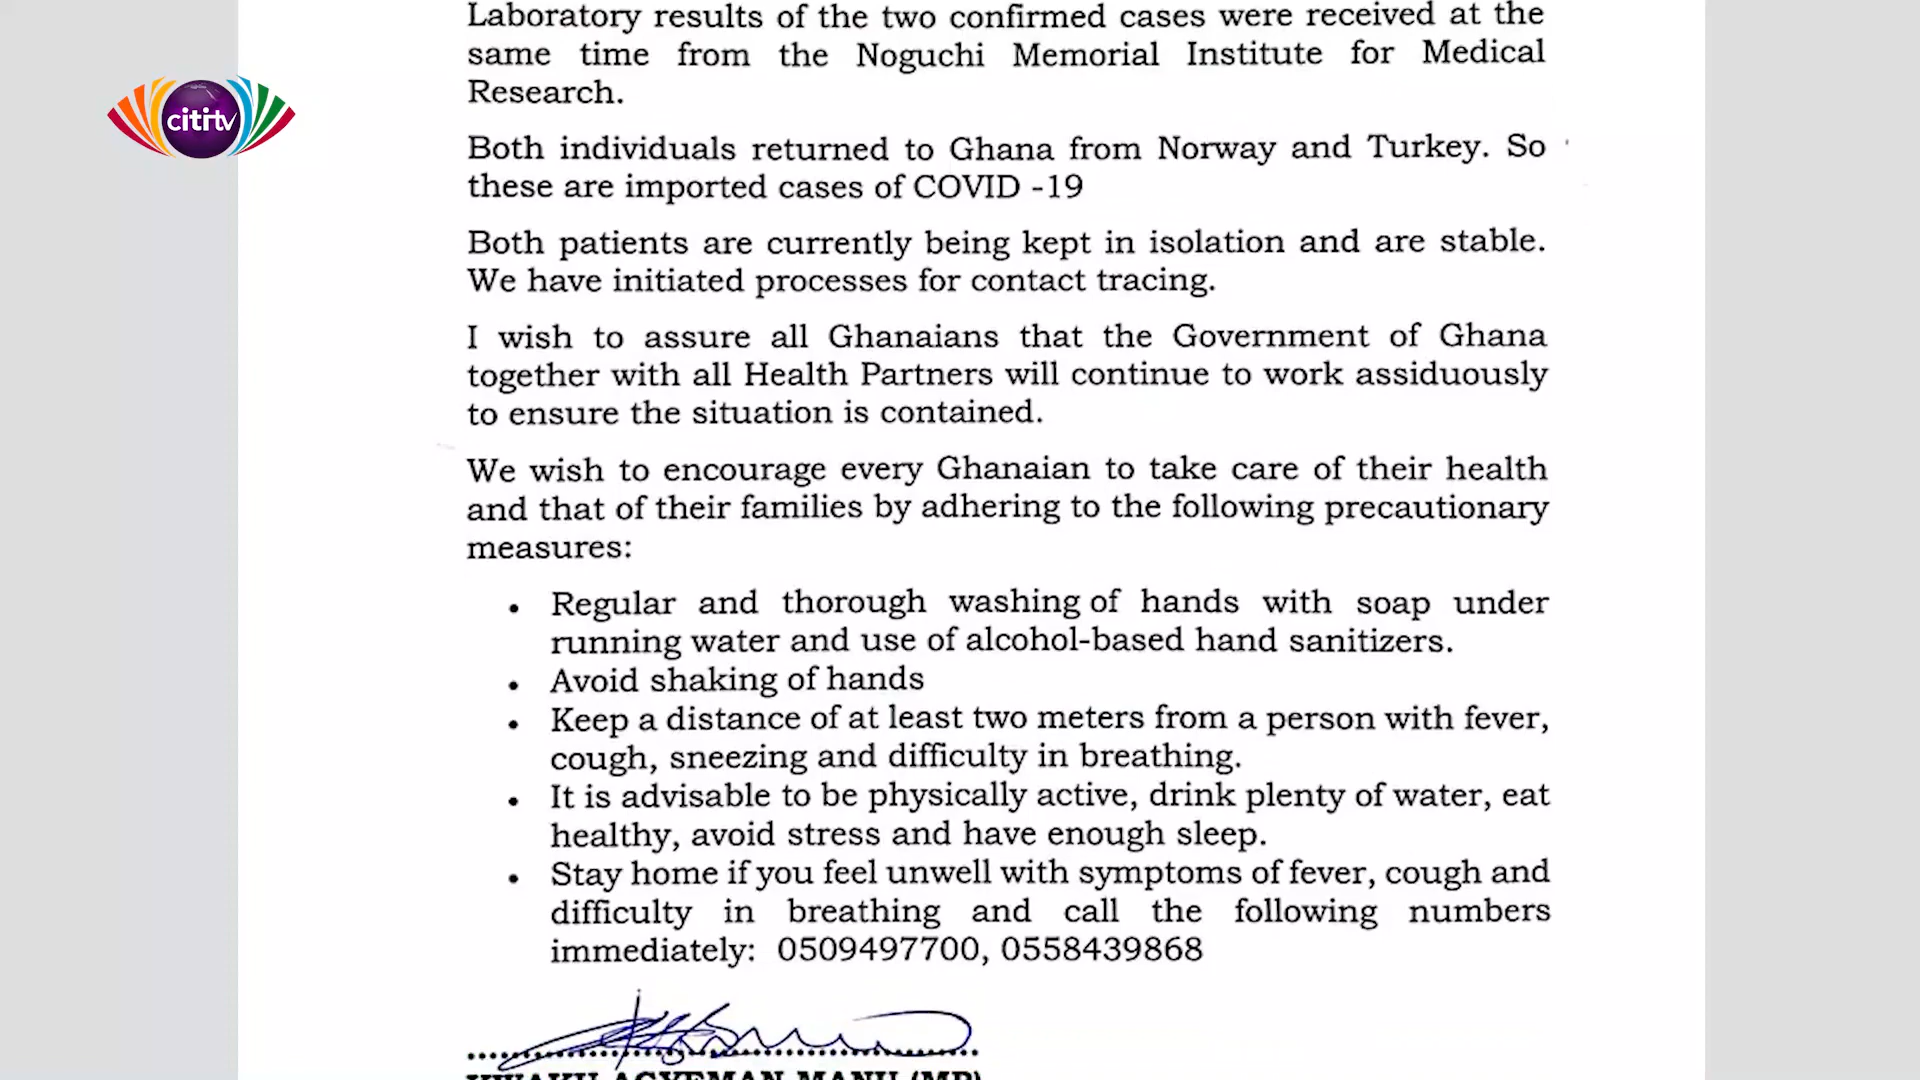 Laboratory results of the two confirmed cases were received at the
same time from the Noguchi Memorial Institute for Medical
Research.
cititv
Both individuals returned to Ghana from Norway and Turkey. So
these are imported cases of COVID -19
Both patients are currently being kept in isolation and are stable.
We have initiated processes for contact tracing.
I wish to assure all Ghanaians that the Government of Ghana
together with all Health Partners will continue to work assiduously
to ensure the situation is contained.
We wish to encourage every Ghanaian to take care of their health
and that of their families by adhering to the following precautionary
measures:
• Regular and thorough washing of hands with soap under
running water and use of alcohol-based hand sanitizers.
• Avoid shaking of hands
• Keep a distance of at least two meters from a person with fever,
cough, sneezing and difficulty in breathing.
• It is advisable to be physically active, drink plenty of water, eat
healthy, avoid stress and have enough sleep.
• Stay home if you feel unwell with symptoms of fever, cough and
difficulty in breathing and call the following numbers
immediately: 0509497700, 0558439868
KWAKU AGYEMAN MANU (MP)